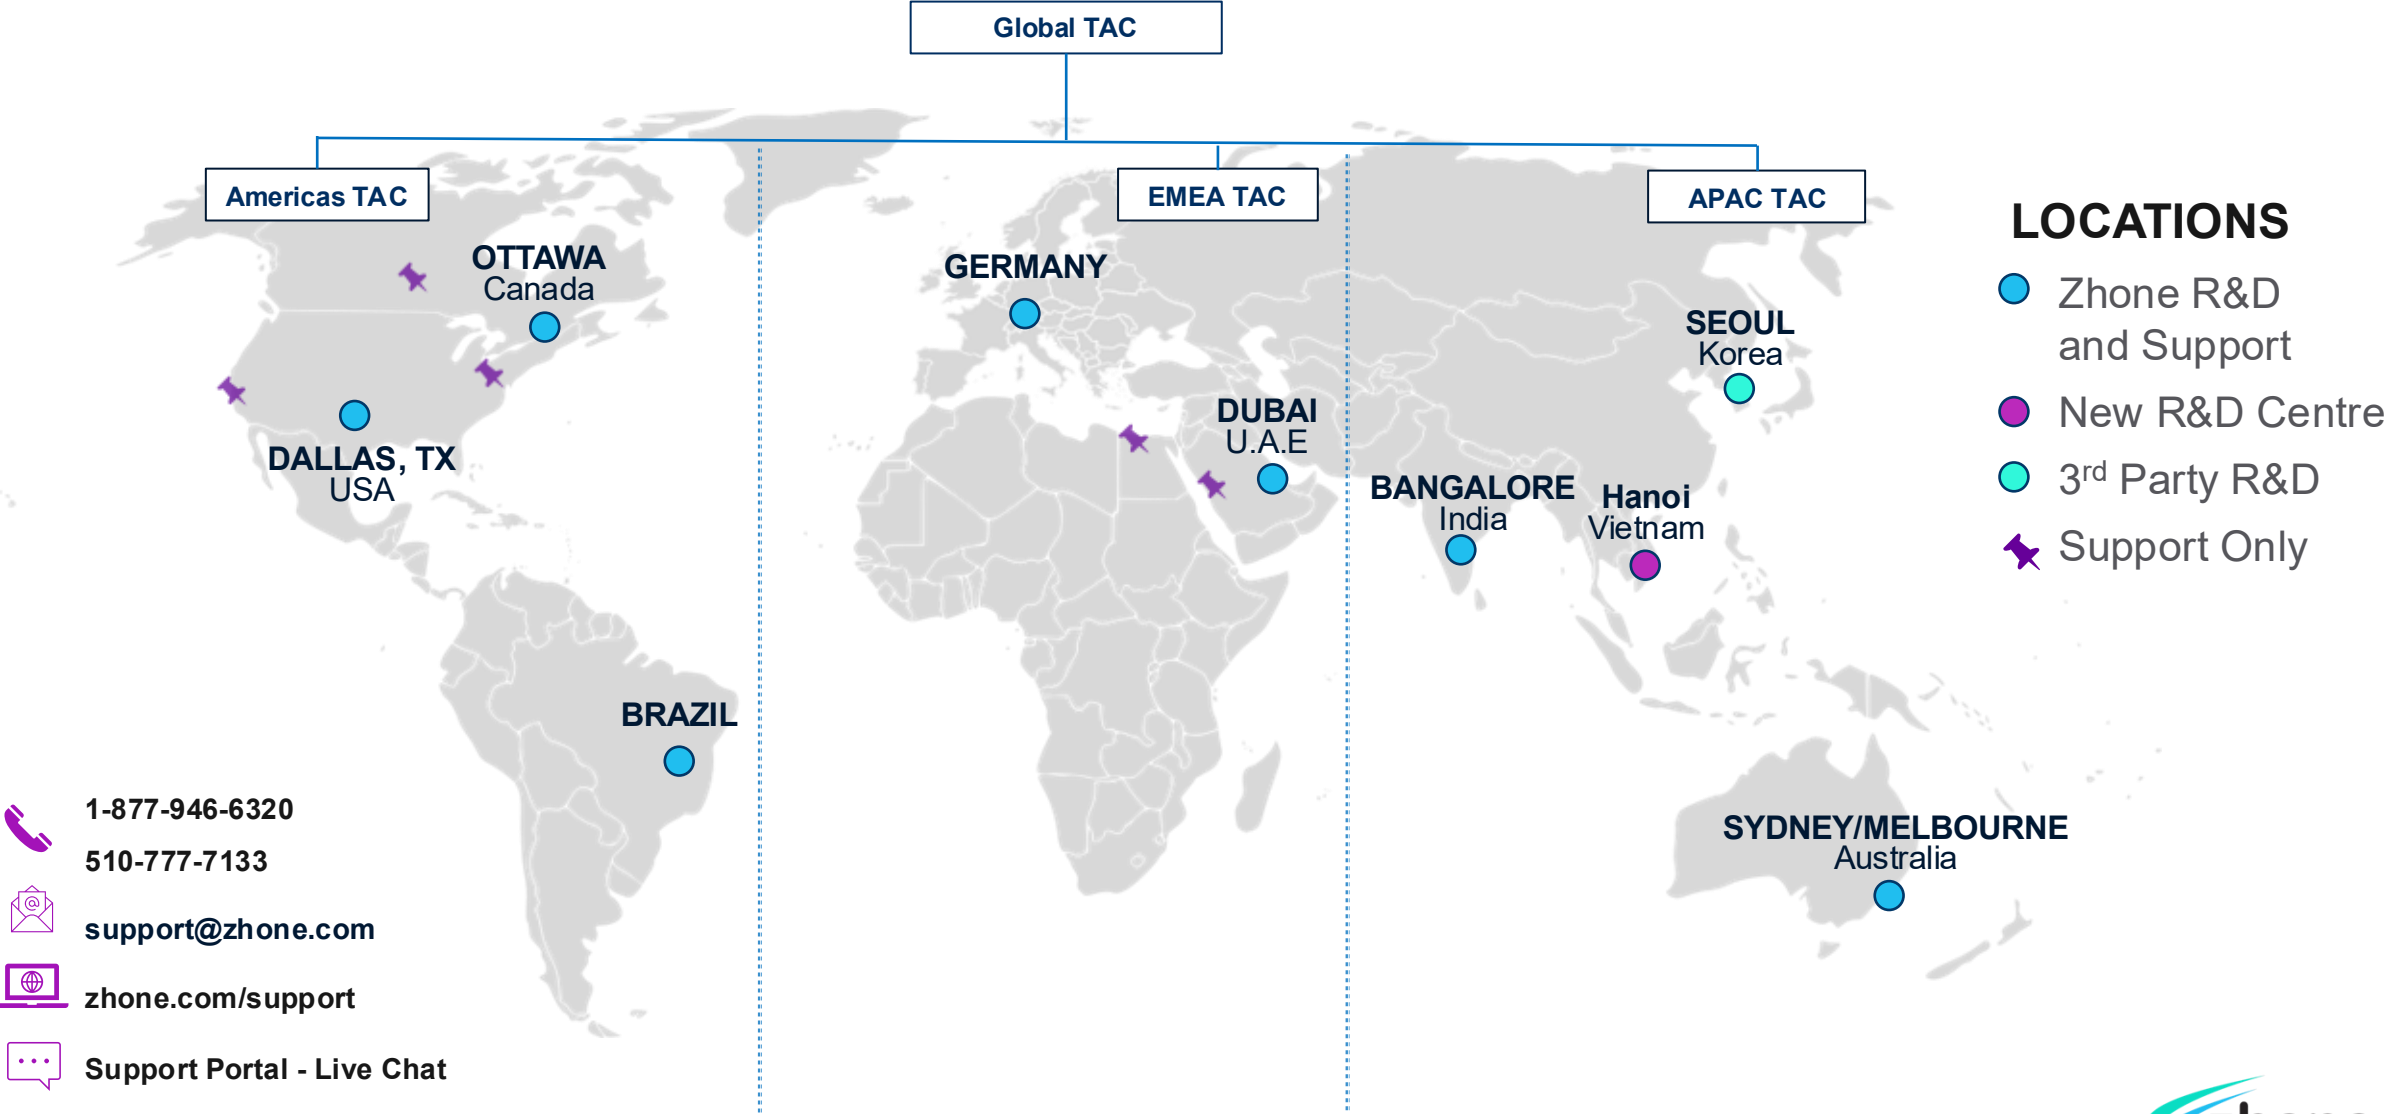 Global TAC
Americas TAC
EMEA TAC
APAC TAC
OTTAWA
Canada
DALLAS, TX
USA
BRAZIL
GERMANY
DUBAI
U.A.E
BANGALORE
India
Hanoi
Vietnam
SEOUL
Korea
SYDNEY/MELBOURNE
Australia
LOCATIONS
Zhone R&D
and Support
New R&D Centre
3rd Party R&D
Support Only
1-877-946-6320
510-777-7133
support@zhone.com
zhone.com/support
Support Portal - Live Chat